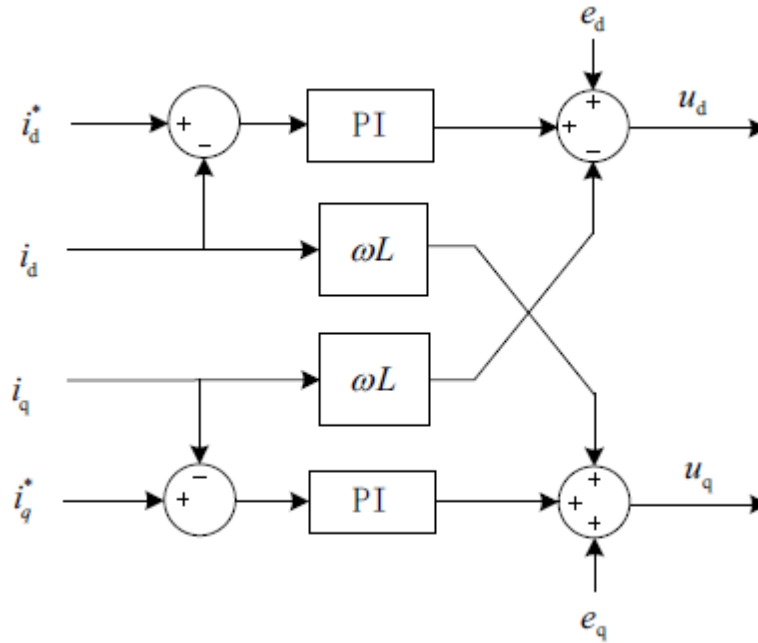 e_d
i_d^* + − PI + + − u_d
i_d ωL
i_q ωL
i_q^* + − PI + + + u_q
e_q